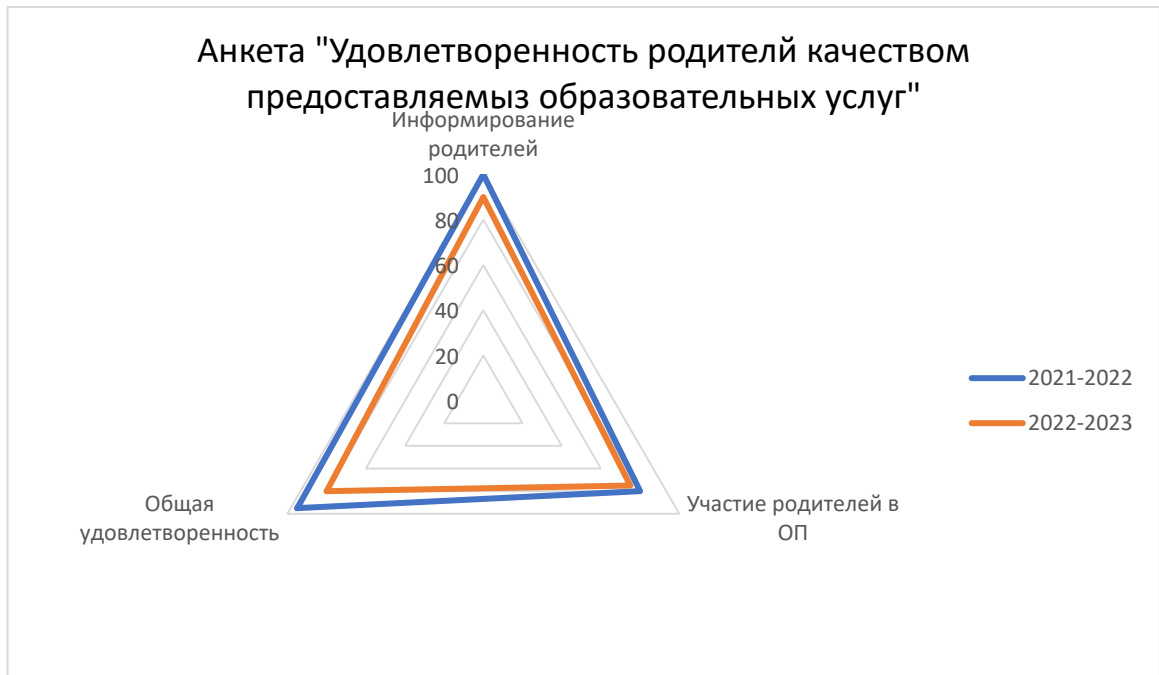 Анкета "Удовлетворенность родителй качеством
предоставляемыз образовательных услуг"
Информирование
родителей
100
80
60
40
20
0
2021-2022
2022-2023
Общая
удовлетворенность
Участие родителей в
ОП